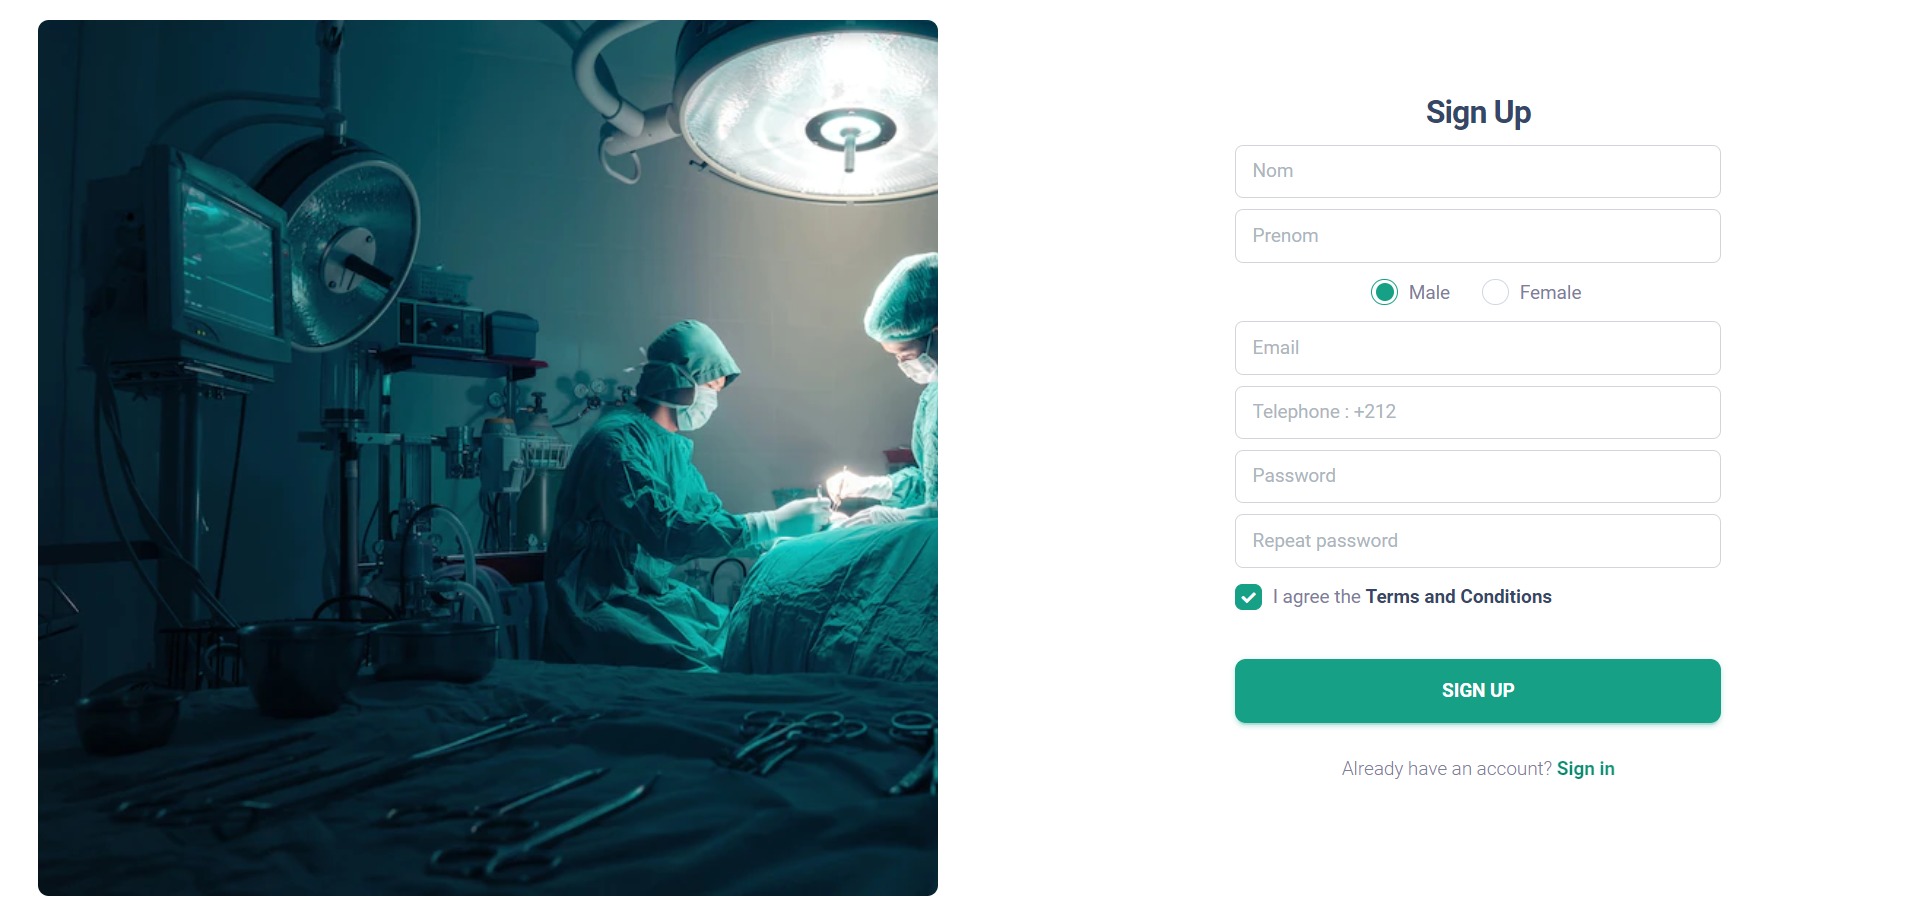 Sign Up
Nom
Prenom
Male Female
Email
Telephone : +212
Password
Repeat password
I agree the Terms and Conditions
SIGN UP
Already have an account? Sign in